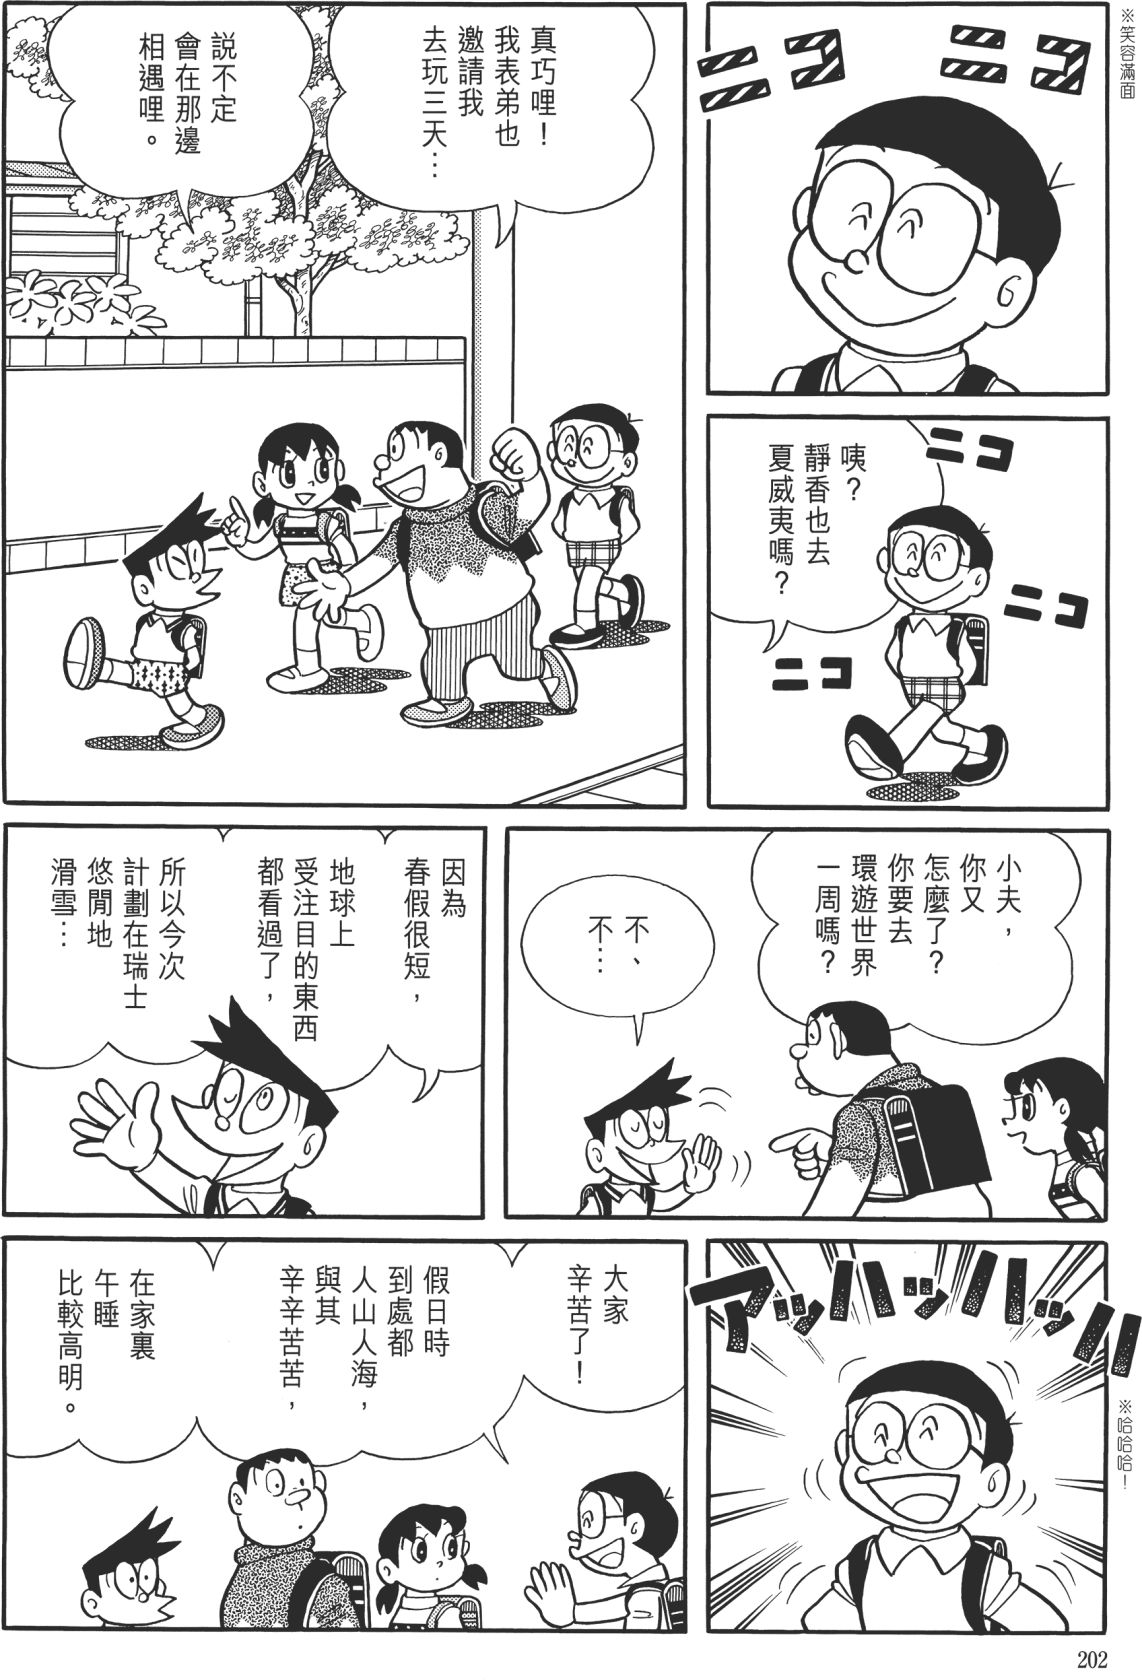 ※笑容滿面
ニコ
ニコ
咦？
靜香也去
夏威夷嗎？
ニコ
ニコ
ニコ
真巧哩！
我表弟也
邀請我
去玩三天…
說不定
會在那邊
相遇哩。
小夫，
你又
怎麼了？
你要去
環遊世界
一周嗎？
不、
不…
因為
春假很短，
地球上
受注目的東西
都看過了，
所以今次
計劃在瑞士
悠閒地
滑雪…
アッハッハッハ
※哈哈哈！
大家
辛苦了！
假日時
到處都
人山人海，
與其
辛辛苦苦，
在家裏
午睡
比較高明。
202